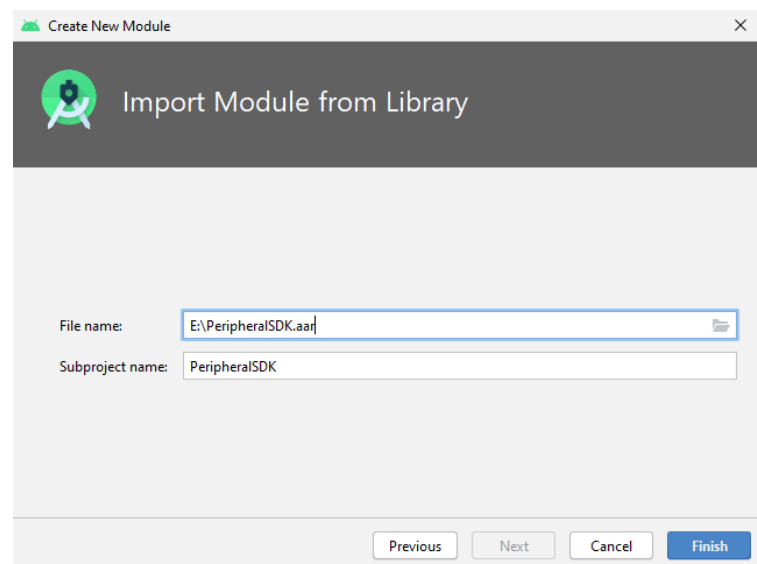 Create New Module
Import Module from Library
File name: E:\PeripheralSDK.aar
Subproject name: PeripheralSDK
Previous Next Cancel Finish